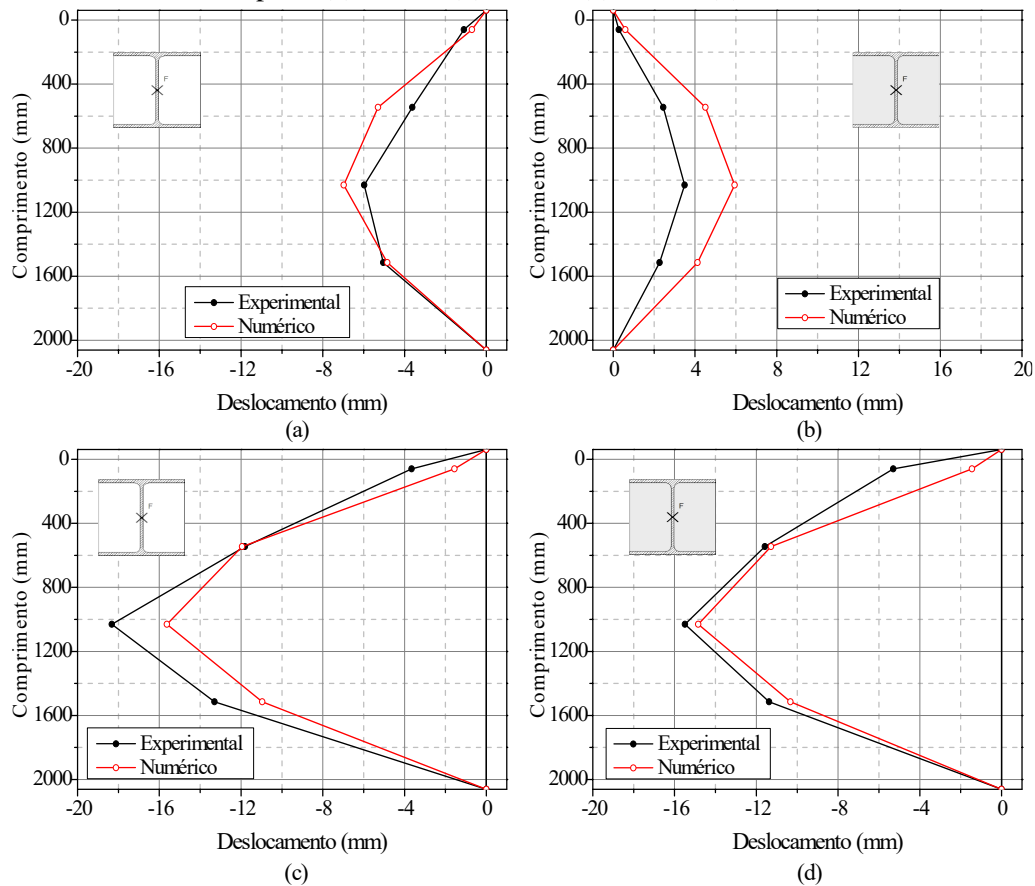 0
400
800
1200
1600
2000
Comprimento (mm)
F
Experimental
Numérico
-20 -16 -12 -8 -4 0
Deslocamento (mm)
(a)
0
400
800
1200
1600
2000
Comprimento (mm)
F
Experimental
Numérico
0 4 8 12 16 20
Deslocamento (mm)
(b)
0
400
800
1200
1600
2000
Comprimento (mm)
F
Experimental
Numérico
-20 -16 -12 -8 -4 0
Deslocamento (mm)
(c)
0
400
800
1200
1600
2000
Comprimento (mm)
F
Experimental
Numérico
-20 -16 -12 -8 -4 0
Deslocamento (mm)
(d)